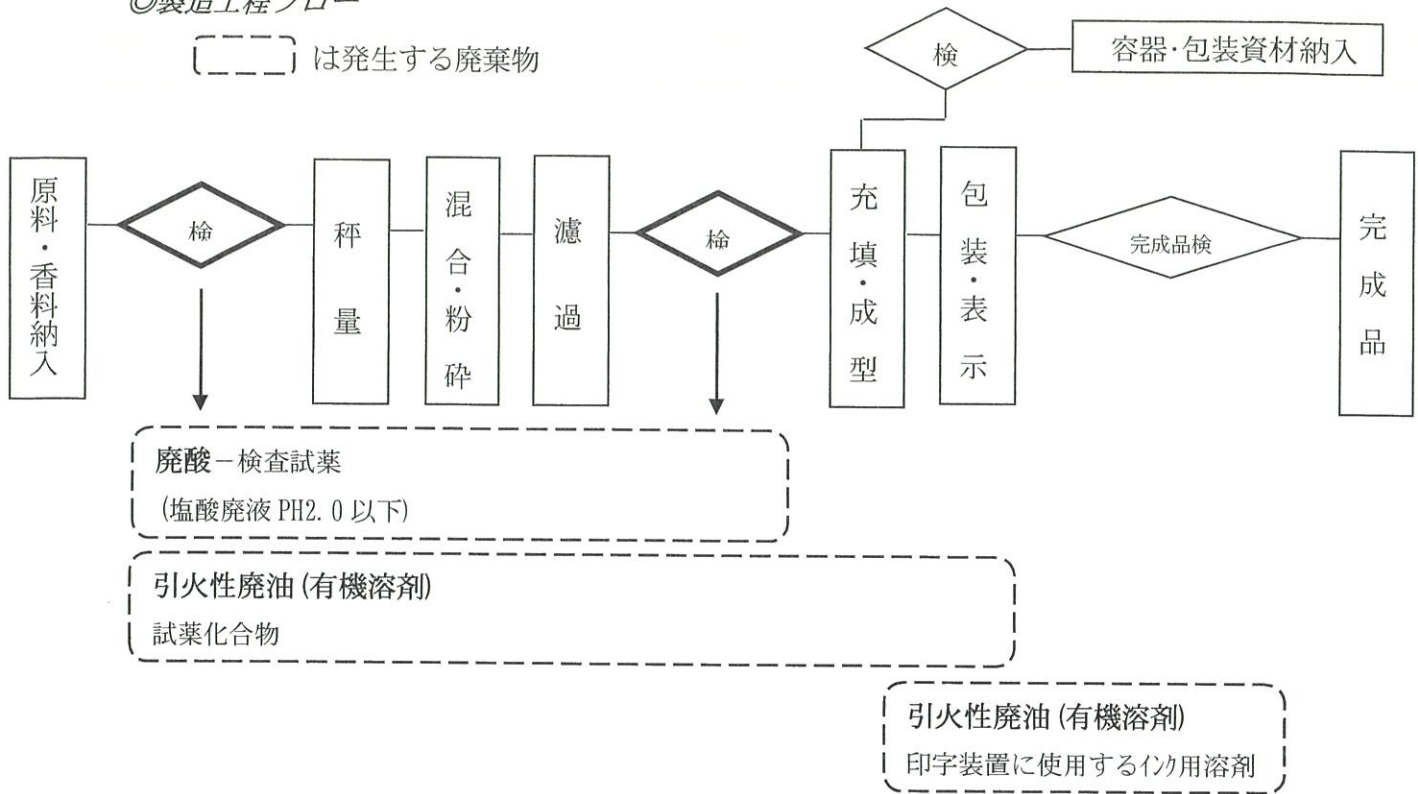 ◎製造工程フロー
は発生する廃棄物
検
容器・包装資材納入
原料・香料納入
検
秤量
混合・粉砕
濾過
検
充填・成型
包装・表示
完成品検
完成品
廃酸－検査試薬
(塩酸廃液 PH2.0 以下)
引火性廃油(有機溶剤)
試薬化合物
引火性廃油(有機溶剤)
印字装置に使用するｲﾝｸ用溶剤